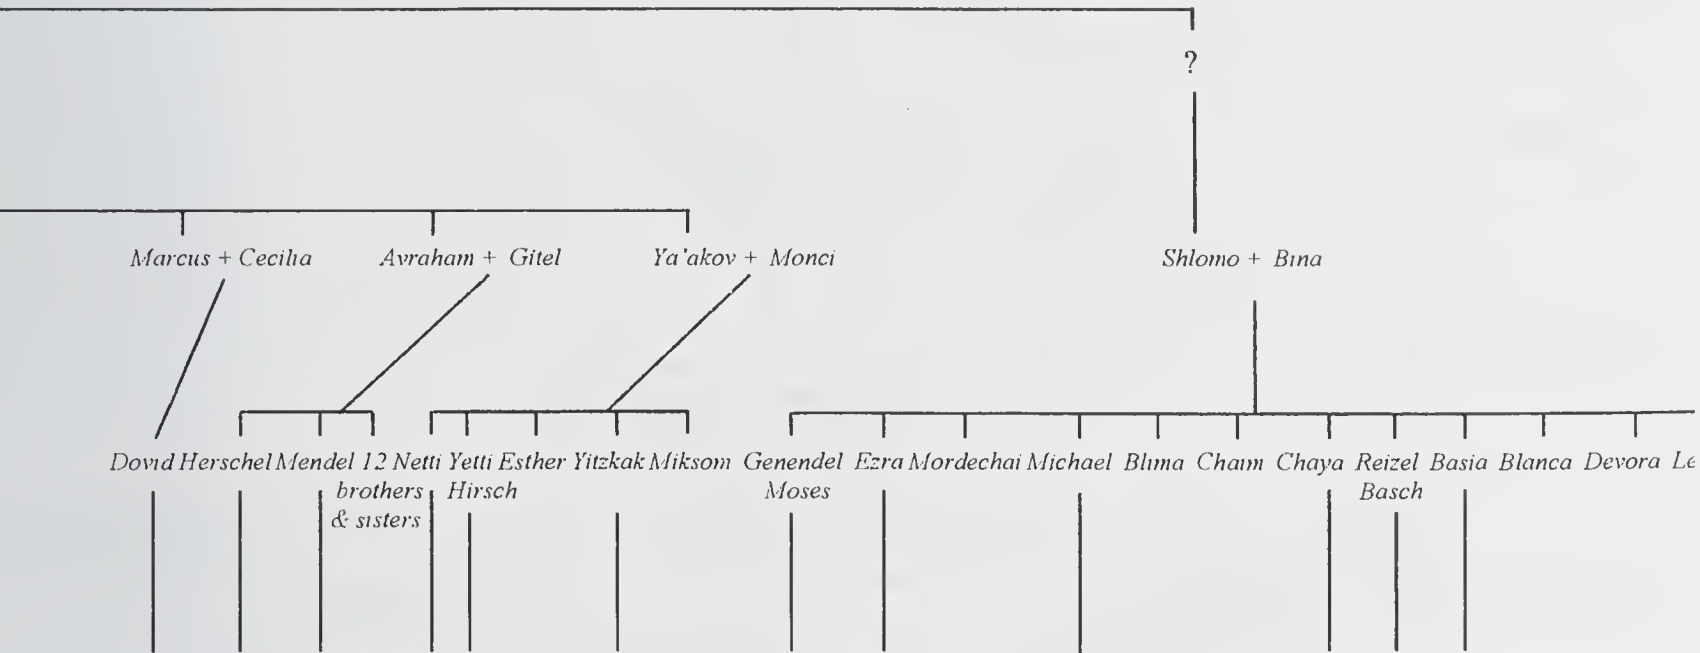 ?
Marcus + Cecilia Avraham + Gitel Ya'akov + Monci Shlomo + Bina
Dovid Herschel Mendel 12 Netti Yetti Esther Yitzkak Miksom Genendel Ezra Mordechai Michael Blima Chaim Chaya Reizel Basia Blanca Devora
brothers Hirsch Moses Basch
& sisters